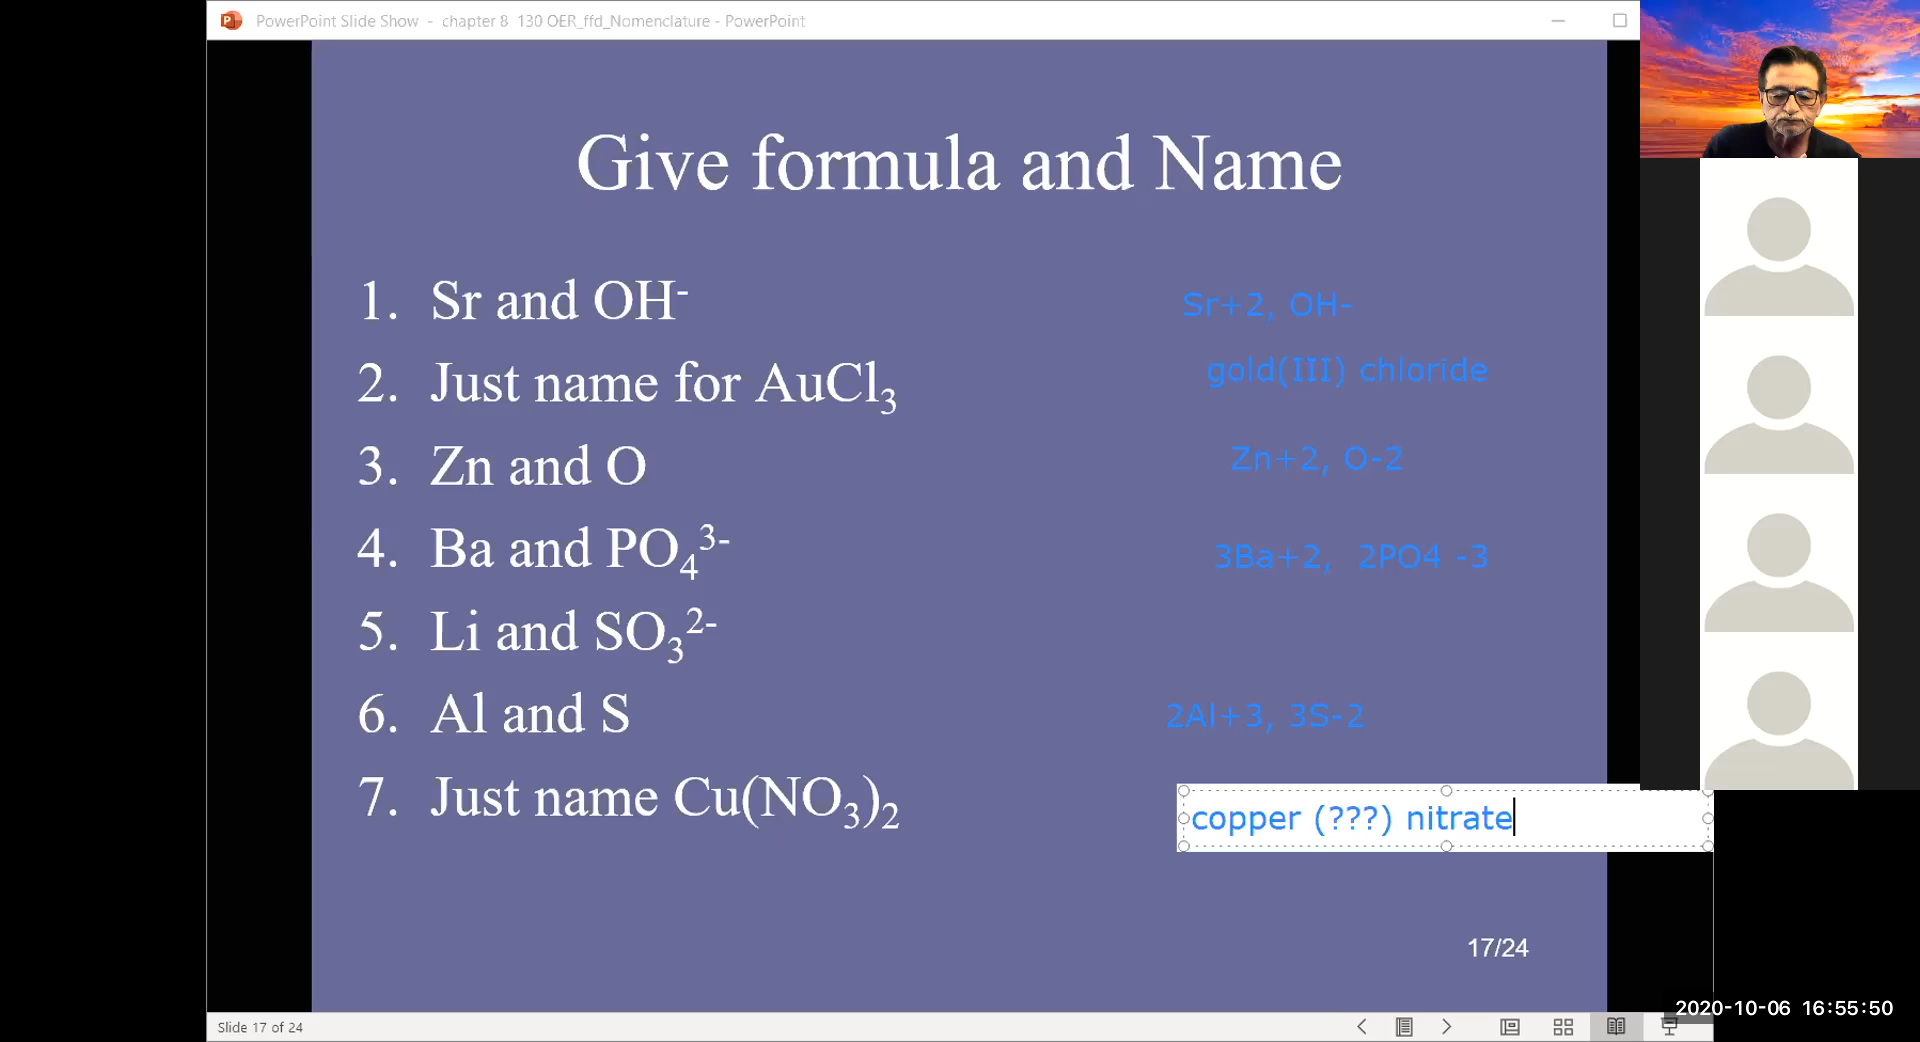 PowerPoint Slide Show - chapter 8 130 OER_ffd_Nomenclature - PowerPoint
Give formula and Name
1. Sr and OH⁻
Sr+2, OH-
2. Just name for AuCl₃
gold(III) chloride
3. Zn and O
Zn+2, O-2
4. Ba and PO₄³⁻
3Ba+2, 2PO4 -3
5. Li and SO₃²⁻
6. Al and S
2Al+3, 3S-2
7. Just name Cu(NO₃)₂
copper (???) nitrate
17/24
2020-10-06 16:55:50
Slide 17 of 24